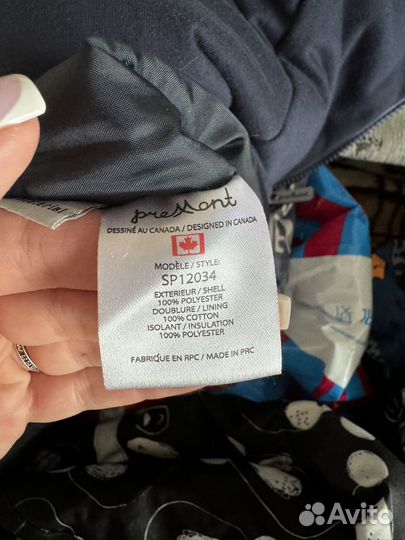 preMont
DESSINÉ AU CANADA / DESIGNED IN CANADA
MODÈLE / STYLE:
SP12034
EXTERIEUR / SHELL
100% POLYESTER
DOUBLURE / LINING
100% COTTON
ISOLANT / INSULATION
100% POLYESTER
FABRIQUÉ EN RPC / MADE IN PRC
Avito